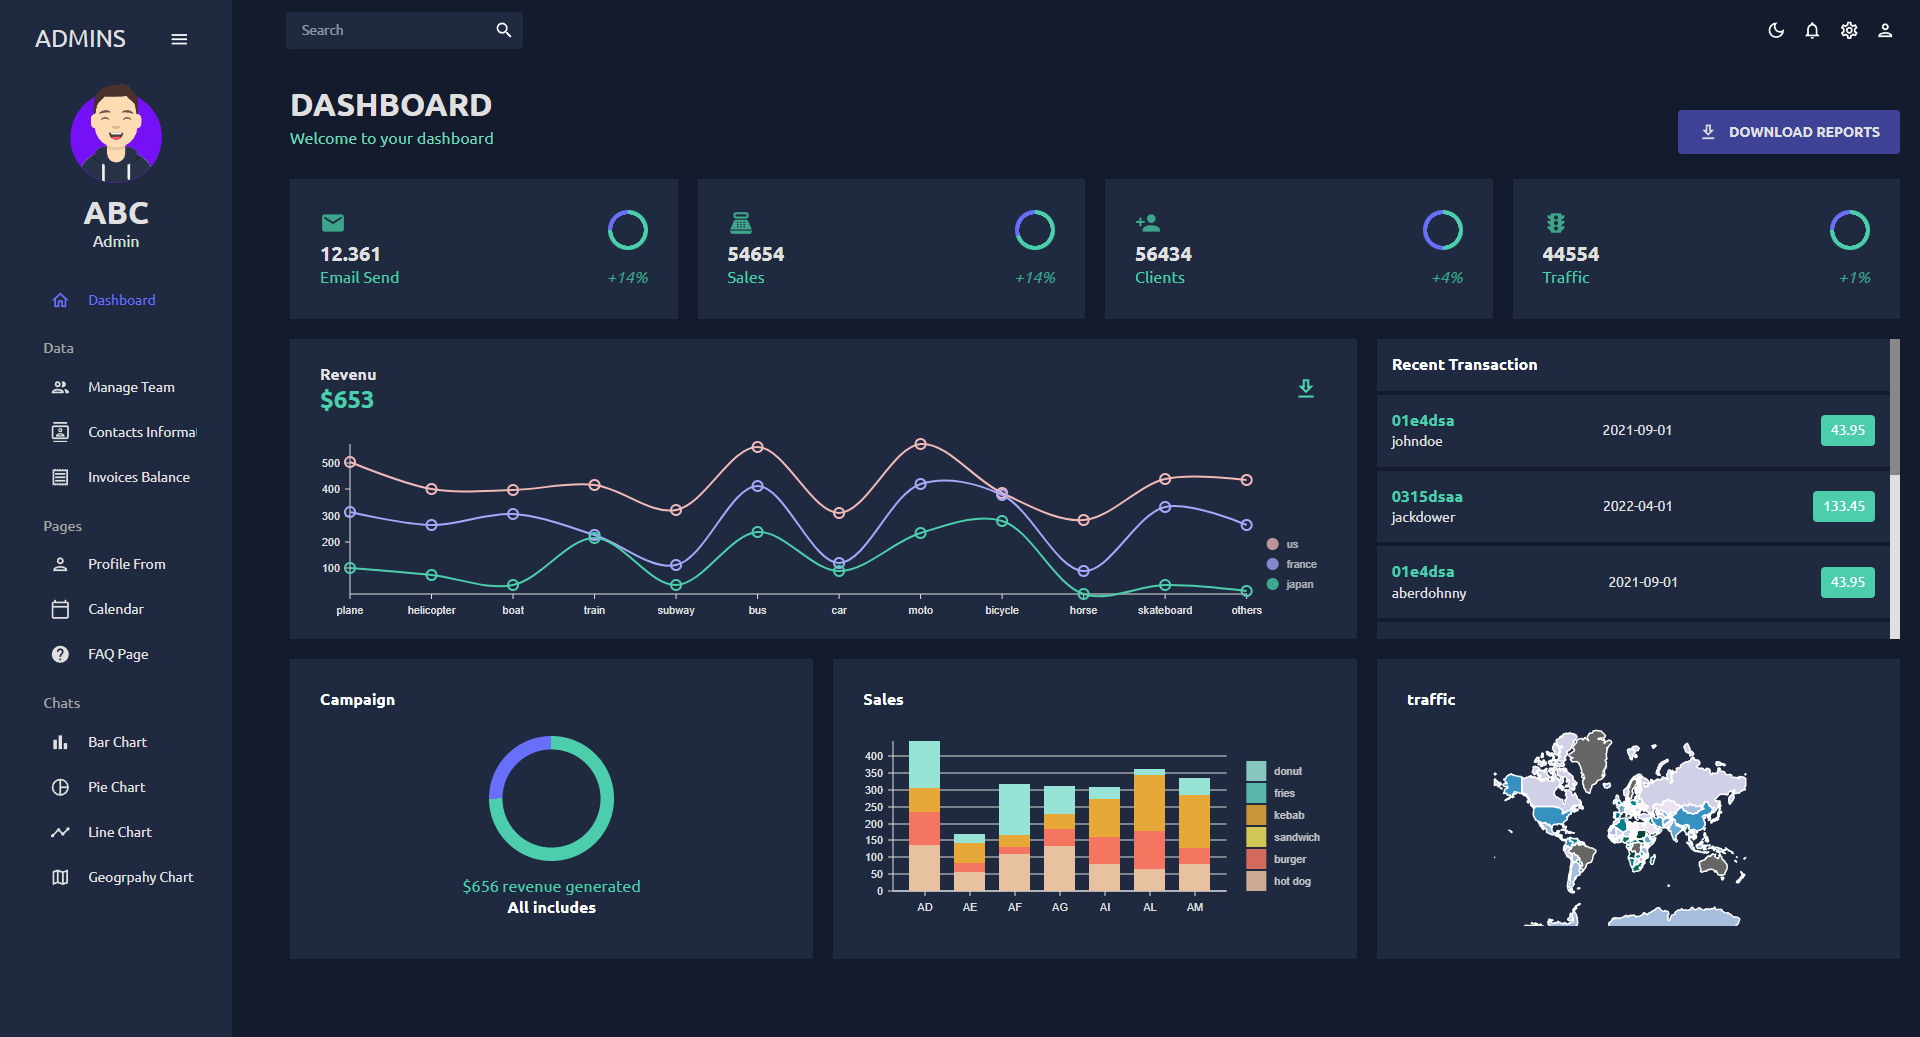 ADMINS
Search
ABC
Admin
Dashboard
Data
Manage Team
Contacts Informa
Invoices Balance
Pages
Profile From
Calendar
FAQ Page
Chats
Bar Chart
Pie Chart
Line Chart
Geogrpahy Chart
DASHBOARD
Welcome to your dashboard
DOWNLOAD REPORTS
12.361
Email Send
+14%
54654
Sales
+14%
56434
Clients
+4%
44554
Traffic
+1%
Revenu
$653
500
400
300
200
100
plane helicopter boat train subway bus car moto bicycle horse skateboard others
us
france
japan
Recent Transaction
01e4dsa
johndoe
2021-09-01
43.95
0315dsaa
jackdower
2022-04-01
133.45
01e4dsa
aberdohnny
2021-09-01
43.95
Campaign
$656 revenue generated
All includes
Sales
400
350
300
250
200
150
100
50
0
AD AE AF AG AI AL AM
donut
fries
kebab
sandwich
burger
hot dog
traffic